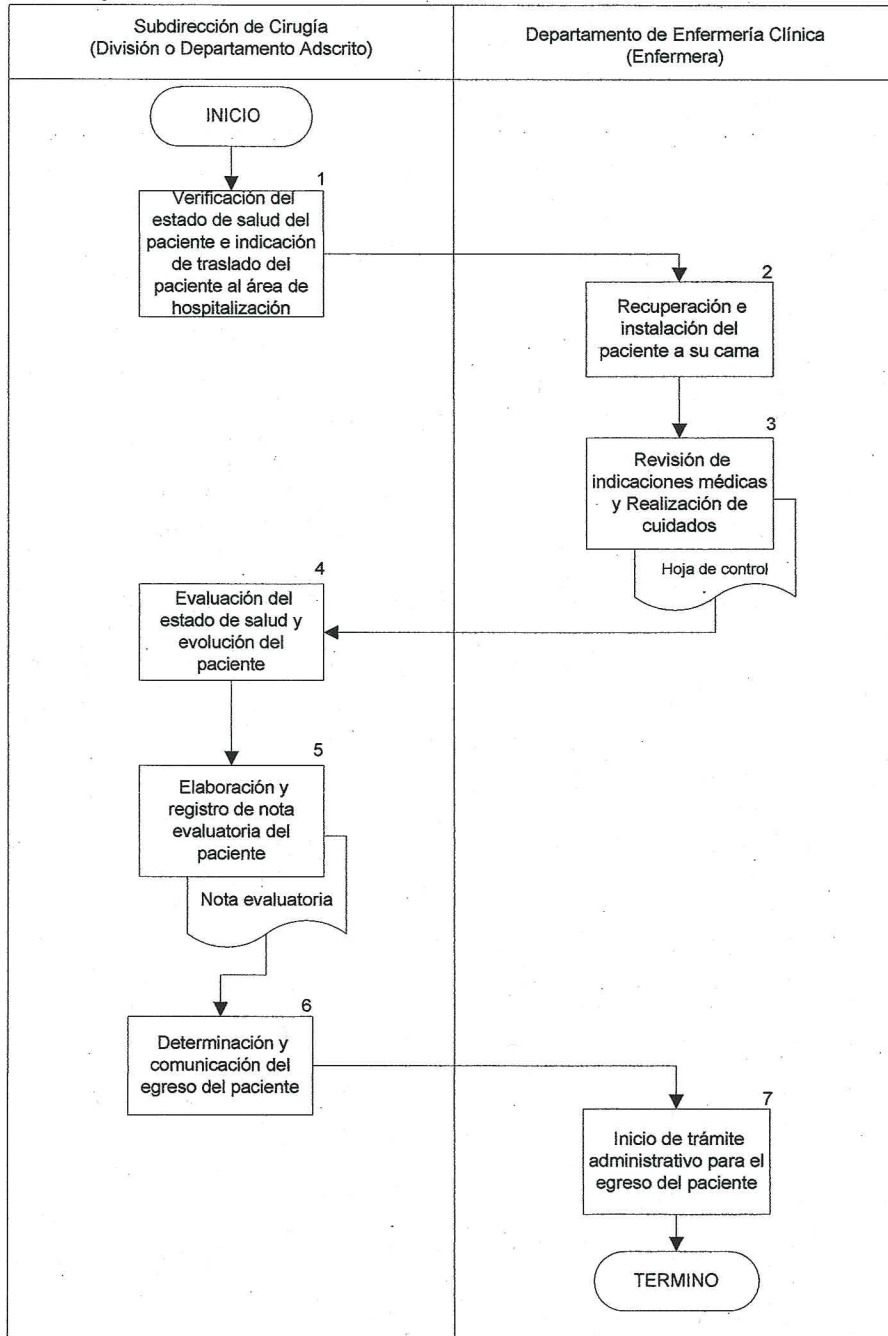 Subdirección de Cirugía
(División o Departamento Adscrito)
Departamento de Enfermería Clínica
(Enfermera)
INICIO
1
Verificación del
estado de salud del
paciente e indicación
de traslado del
paciente al área de
hospitalización
2
Recuperación e
instalación del
paciente a su cama
3
Revisión de
indicaciones médicas
y Realización de
cuidados
Hoja de control
4
Evaluación del
estado de salud y
evolución del
paciente
5
Elaboración y
registro de nota
evaluatoria del
paciente
Nota evaluatoria
6
Determinación y
comunicación del
egreso del paciente
7
Inicio de trámite
administrativo para el
egreso del paciente
TERMINO